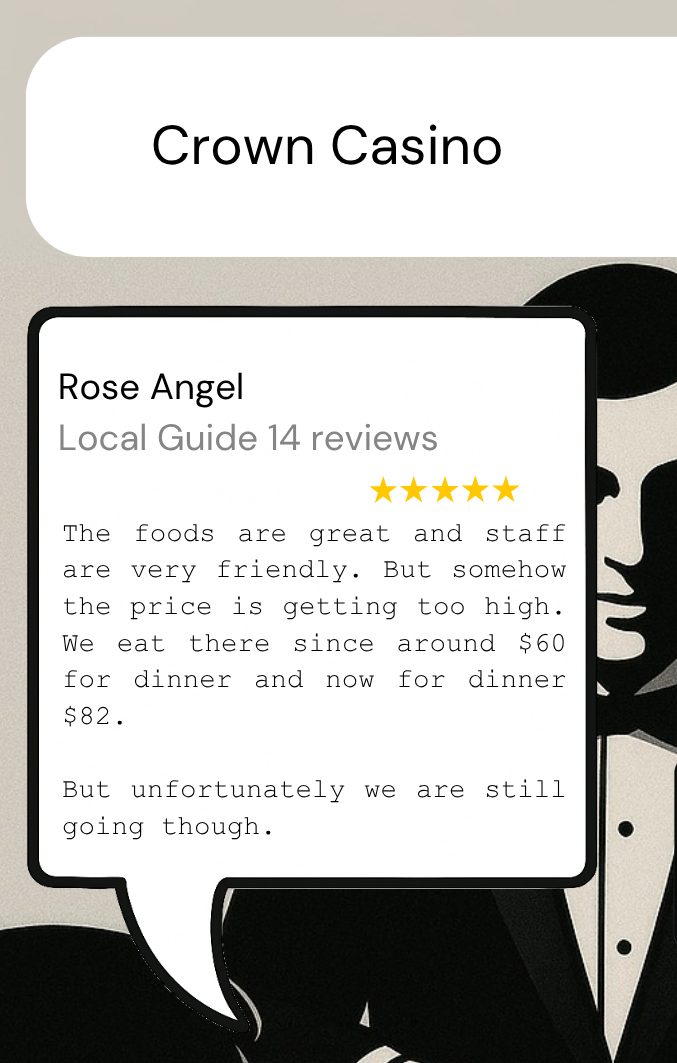 Crown Casino
Rose Angel
Local Guide 14 reviews
★★★★★
The foods are great and staff
are very friendly. But somehow
the price is getting too high.
We eat there since around $60
for dinner and now for dinner
$82.
But unfortunately we are still
going though.